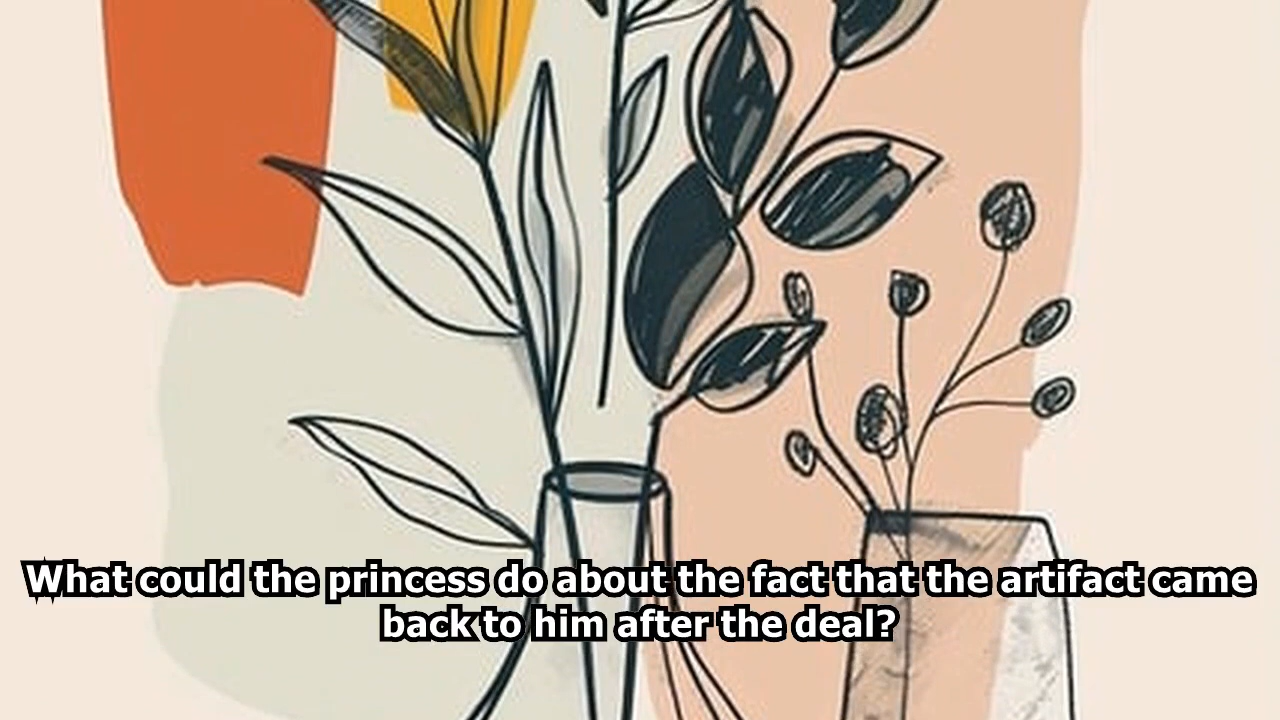 What could the princess do about the fact that the artifact came
back to him after the deal?